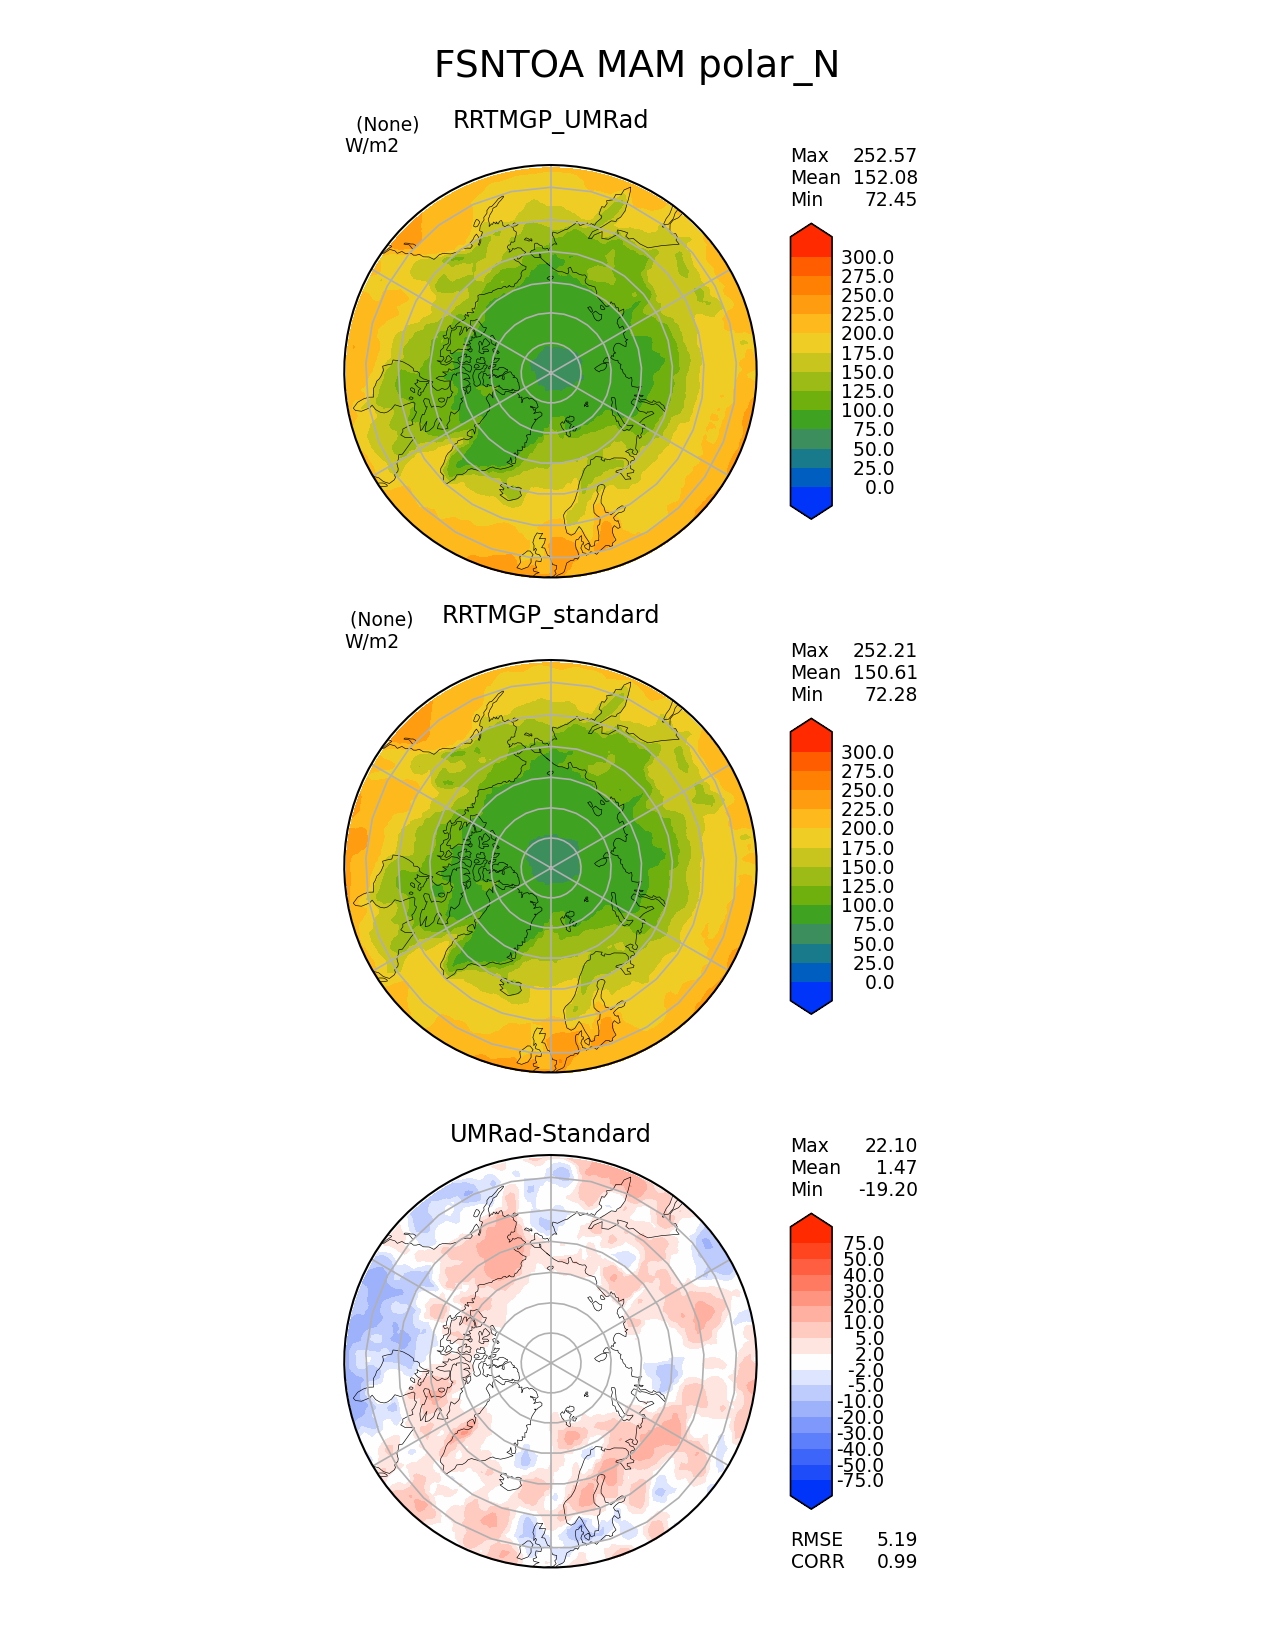 FSNTOA MAM polar_N
(None) RRTMGP_UMRad
W/m2
Max 252.57
Mean 152.08
Min 72.45
300.0
275.0
250.0
225.0
200.0
175.0
150.0
125.0
100.0
75.0
50.0
25.0
0.0
(None) RRTMGP_standard
W/m2
Max 252.21
Mean 150.61
Min 72.28
300.0
275.0
250.0
225.0
200.0
175.0
150.0
125.0
100.0
75.0
50.0
25.0
0.0
UMRad-Standard
Max 22.10
Mean 1.47
Min -19.20
75.0
50.0
40.0
30.0
20.0
10.0
5.0
2.0
-2.0
-5.0
-10.0
-20.0
-30.0
-40.0
-50.0
-75.0
RMSE 5.19
CORR 0.99